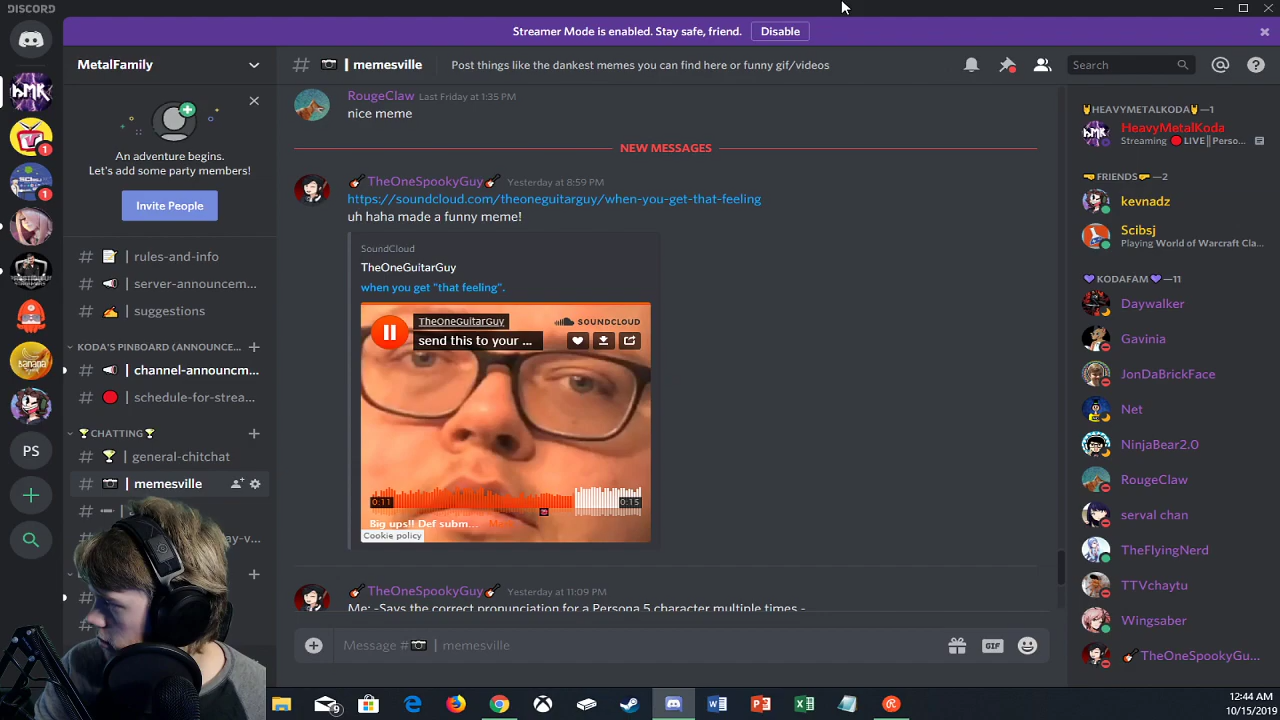 DISCORD
Streamer Mode is enabled. Stay safe, friend. Disable
MetalFamily
# | memesville Post things like the dankest memes you can find here or funny gif/videos
Search
An adventure begins.
Let's add some party members!
Invite People
# | rules-and-info
# | server-announcem...
# | suggestions
KODA'S PINBOARD (ANNOUNCE...
# | channel-announcm...
# | schedule-for-strea...
CHATTING
# | general-chitchat
# | memesville
RougeClaw Last Friday at 1:35 PM
nice meme
NEW MESSAGES
TheOneSpookyGuy Yesterday at 8:59 PM
https://soundcloud.com/theoneguitarguy/when-you-get-that-feeling
uh haha made a funny meme!
SoundCloud
TheOneGuitarGuy
when you get "that feeling".
TheOneGuitarGuy
SOUNDCLOUD
send this to your ...
0:11
0:15
Big ups!! Def subm...
Cookie policy
TheOneSpookyGuy Yesterday at 11:09 PM
Me: -Says the correct pronunciation for a Persona 5 character multiple times -
Message # | memesville
GIF
HEAVYMETALKODA—1
HeavyMetalKoda
Streaming LIVE||Perso...
FRIENDS—2
kevnadz
Scibsj
Playing World of Warcraft Cla...
KODAFAM—11
Daywalker
Gavinia
JonDaBrickFace
Net
NinjaBear2.0
RougeClaw
serval chan
TheFlyingNerd
TTVchaytu
Wingsaber
TheOneSpookyGu...
PS
12:44 AM
10/15/2019